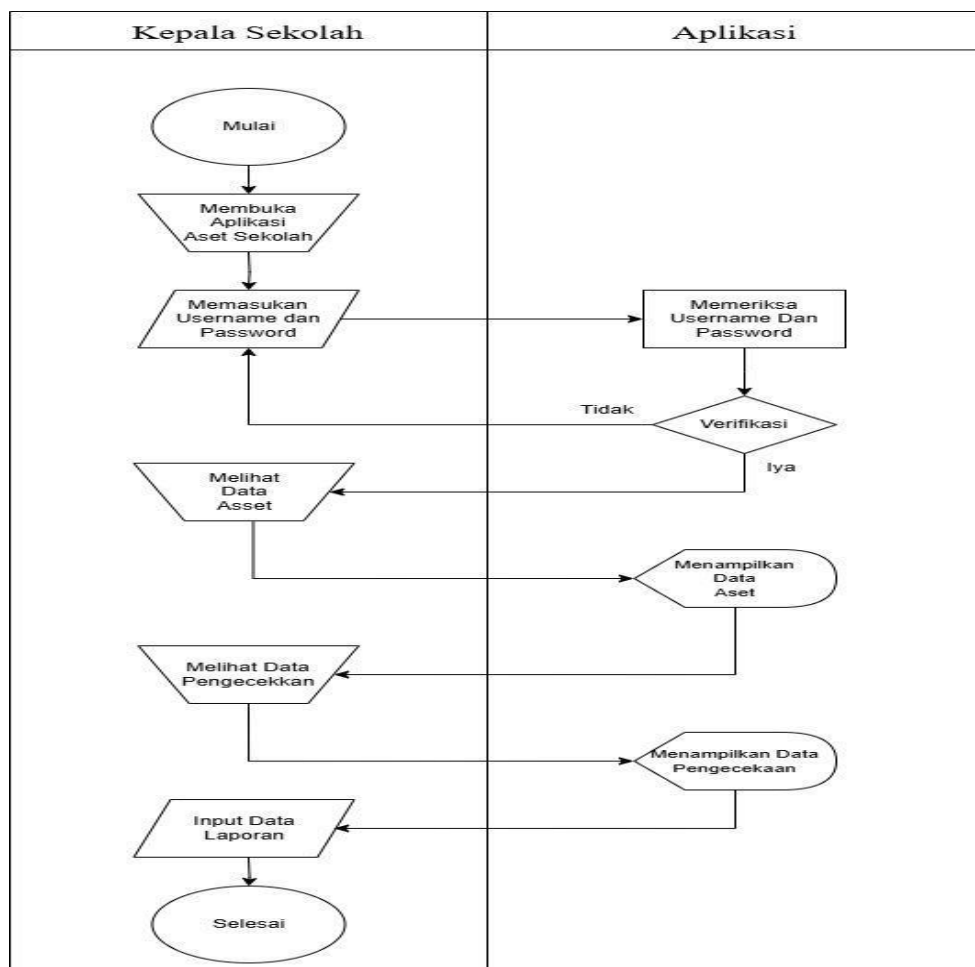 Kepala Sekolah
Aplikasi
Mulai
Membuka
Aplikasi
Aset Sekolah
Memasukan
Username dan
Password
Memeriksa
Username Dan
Password
Tidak
Verifikasi
Iya
Melihat
Data
Asset
Menampilkan
Data
Aset
Melihat Data
Pengecekkan
Menampilkan Data
Pengecekaan
Input Data
Laporan
Selesai